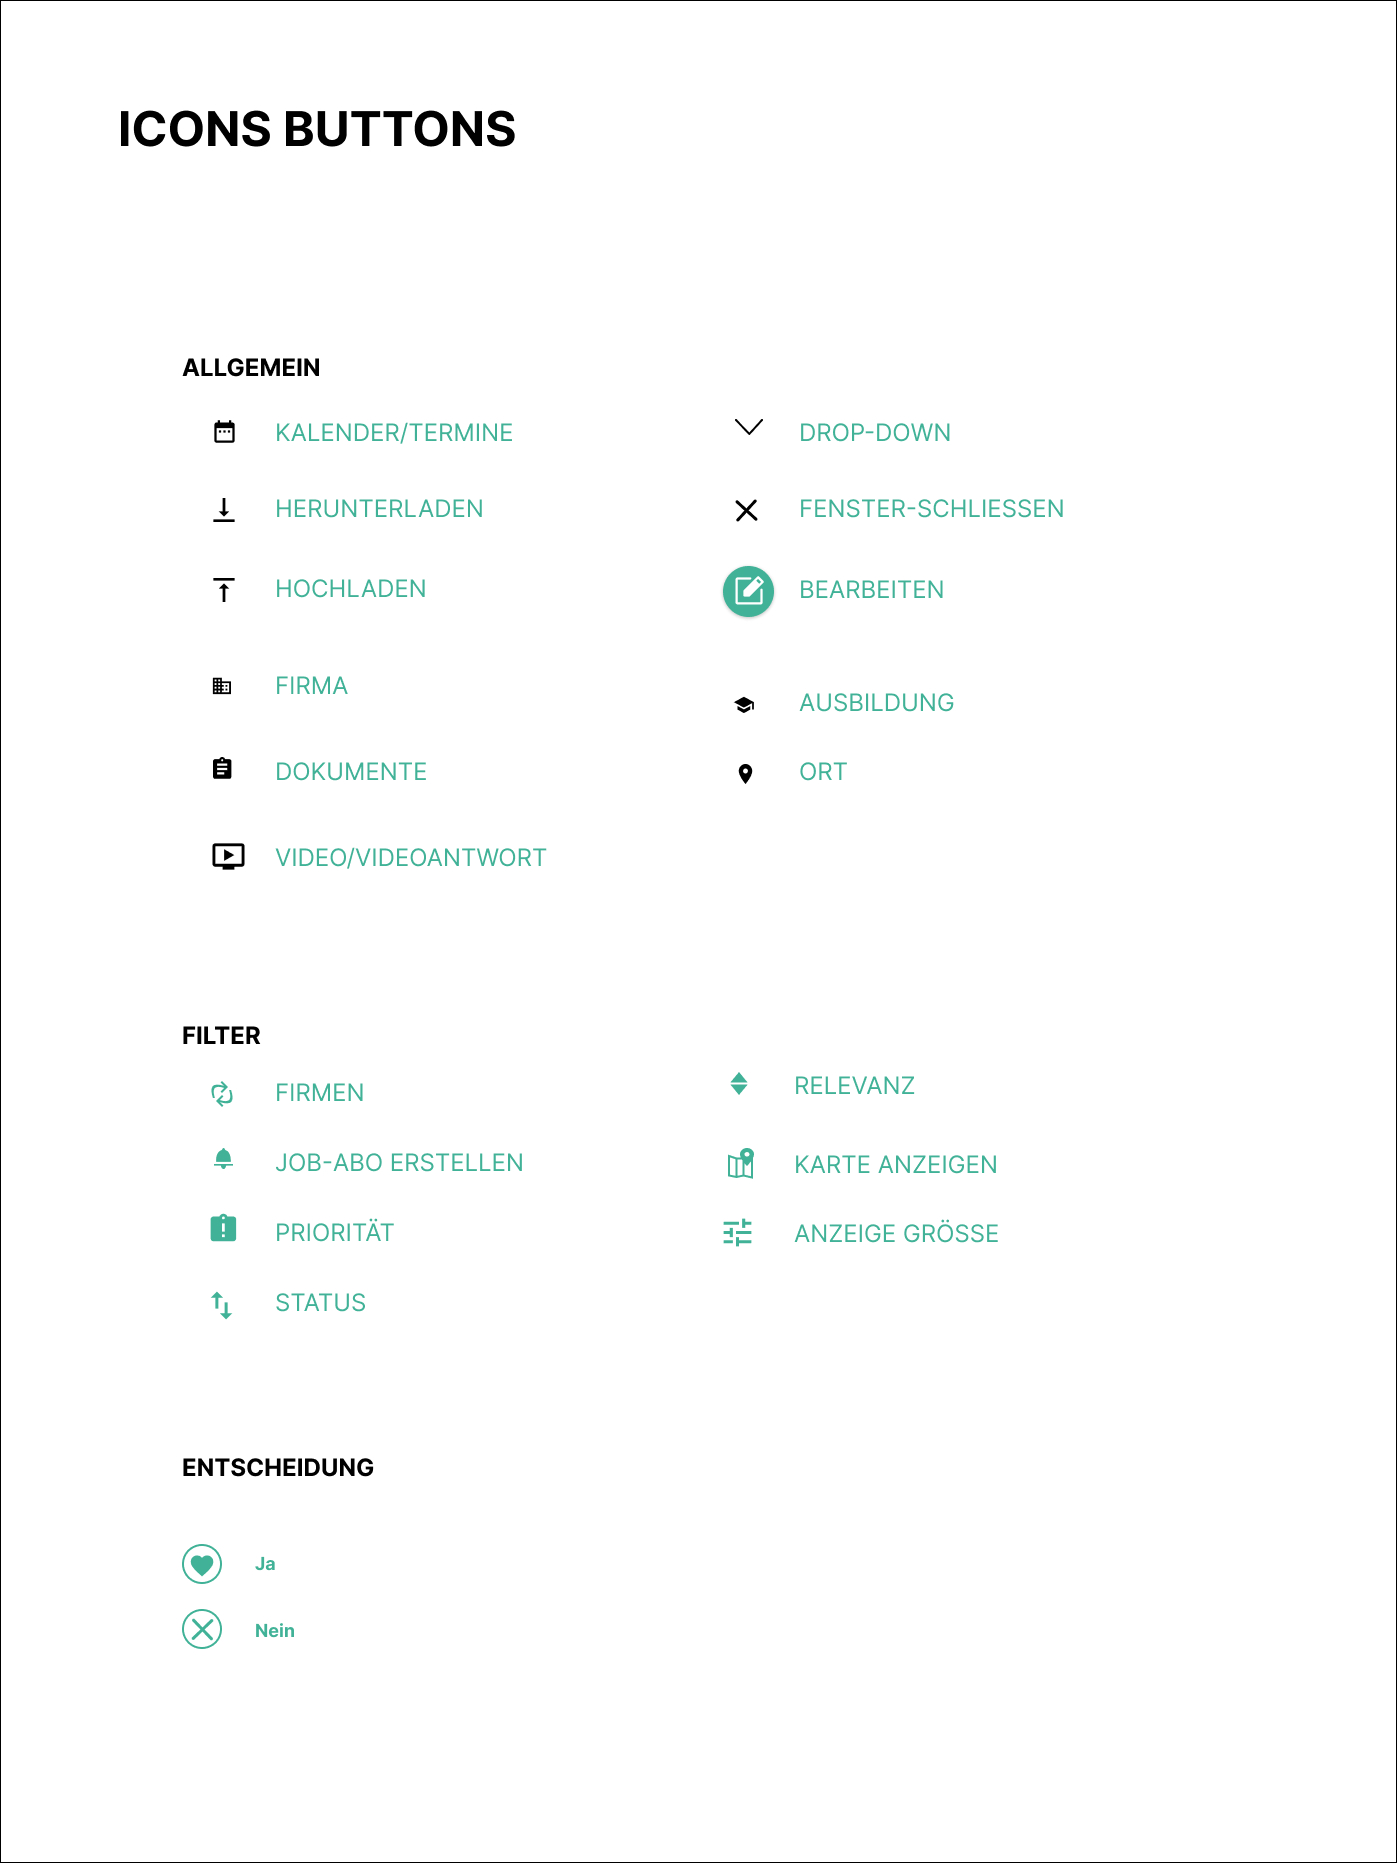 ICONS BUTTONS
ALLGEMEIN
KALENDER/TERMINE
HERUNTERLADEN
HOCHLADEN
FIRMA
DOKUMENTE
VIDEO/VIDEOANTWORT
DROP-DOWN
FENSTER-SCHLIESSEN
BEARBEITEN
AUSBILDUNG
ORT
FILTER
FIRMEN
JOB-ABO ERSTELLEN
PRIORITÄT
STATUS
RELEVANZ
KARTE ANZEIGEN
ANZEIGE GRÖSSE
ENTSCHEIDUNG
Ja
Nein